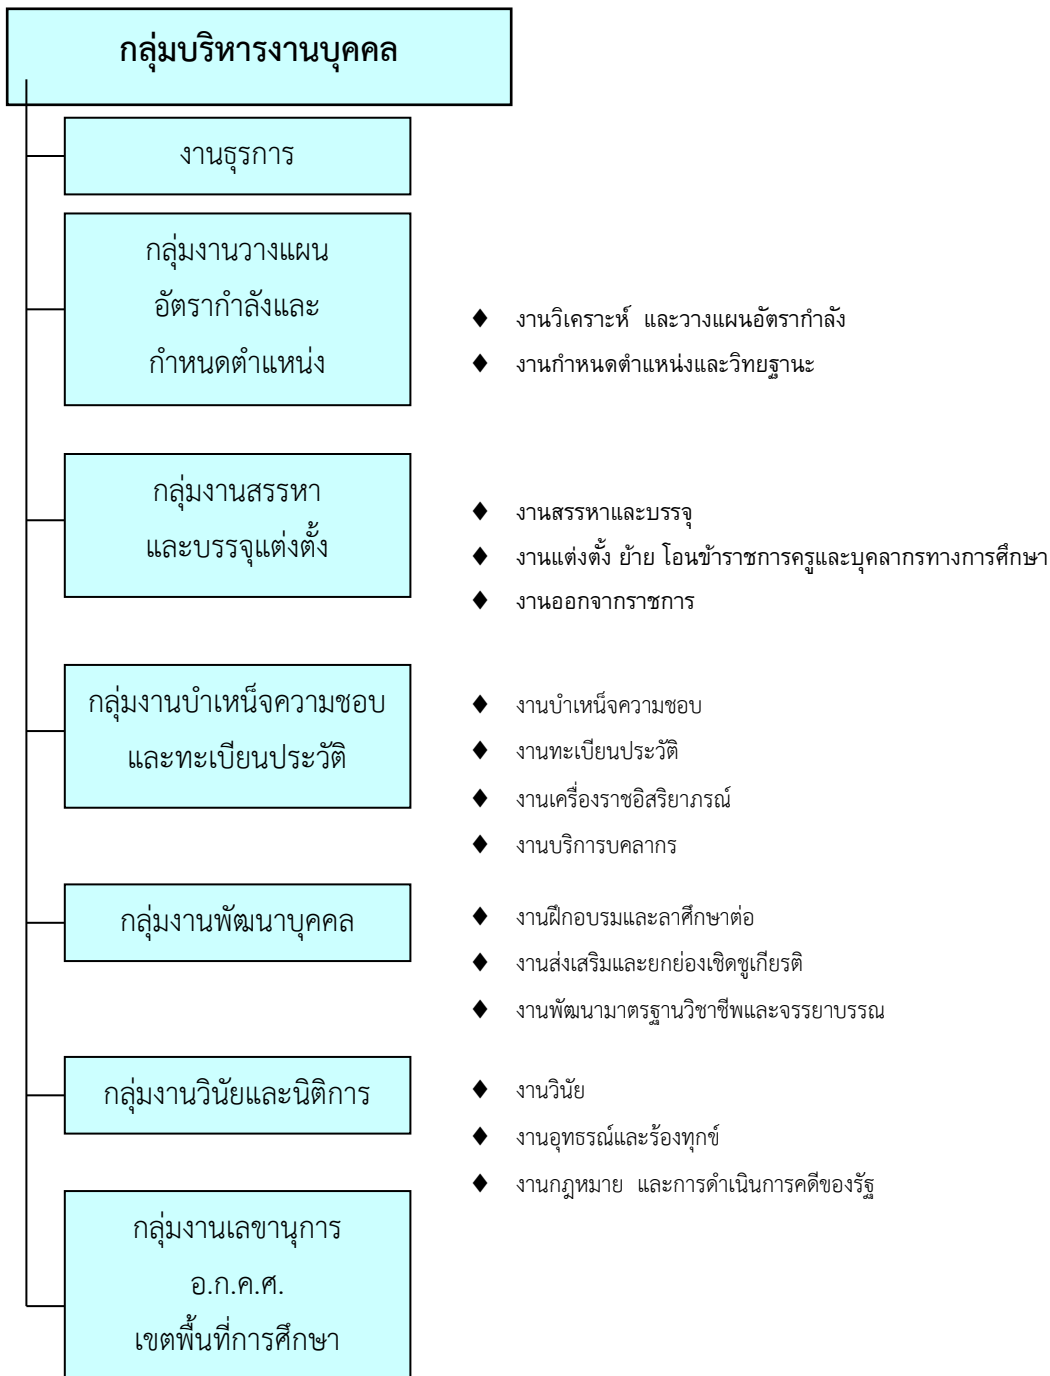 กลุ่มบริหารงานบุคคล
งานธุรการ
กลุ่มงานวางแผน
อัตรากำลังและ
กำหนดตำแหน่ง
♦ งานวิเคราะห์ และวางแผนอัตรากำลัง
♦ งานกำหนดตำแหน่งและวิทยฐานะ
กลุ่มงานสรรหา
และบรรจุแต่งตั้ง
♦ งานสรรหาและบรรจุ
♦ งานแต่งตั้ง ย้าย โอนข้าราชการครูและบุคลากรทางการศึกษา
♦ งานออกจากราชการ
กลุ่มงานบำเหน็จความชอบ
และทะเบียนประวัติ
♦ งานบำเหน็จความชอบ
♦ งานทะเบียนประวัติ
♦ งานเครื่องราชอิสริยาภรณ์
♦ งานบริการบคลากร
กลุ่มงานพัฒนาบุคคล
♦ งานฝึกอบรมและลาศึกษาต่อ
♦ งานส่งเสริมและยกย่องเชิดชูเกียรติ
♦ งานพัฒนามาตรฐานวิชาชีพและจรรยาบรรณ
กลุ่มงานวินัยและนิติการ
♦ งานวินัย
♦ งานอุทธรณ์และร้องทุกข์
♦ งานกฎหมาย และการดำเนินการคดีของรัฐ
กลุ่มงานเลขานุการ
อ.ก.ค.ศ.
เขตพื้นที่การศึกษา